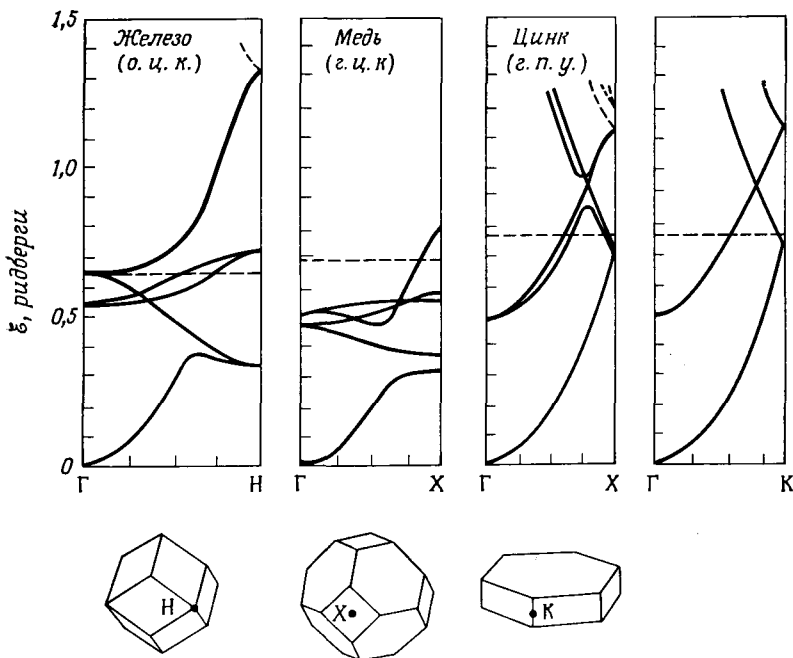 1,5
1,0
0,5
0
ℰ, ридберги
Железо
(о. ц. к.)
Медь
(г. ц. к)
Цинк
(г. п. у.)
Г
Н
Г
Х
Г
Х
Г
К
Н
Х
К